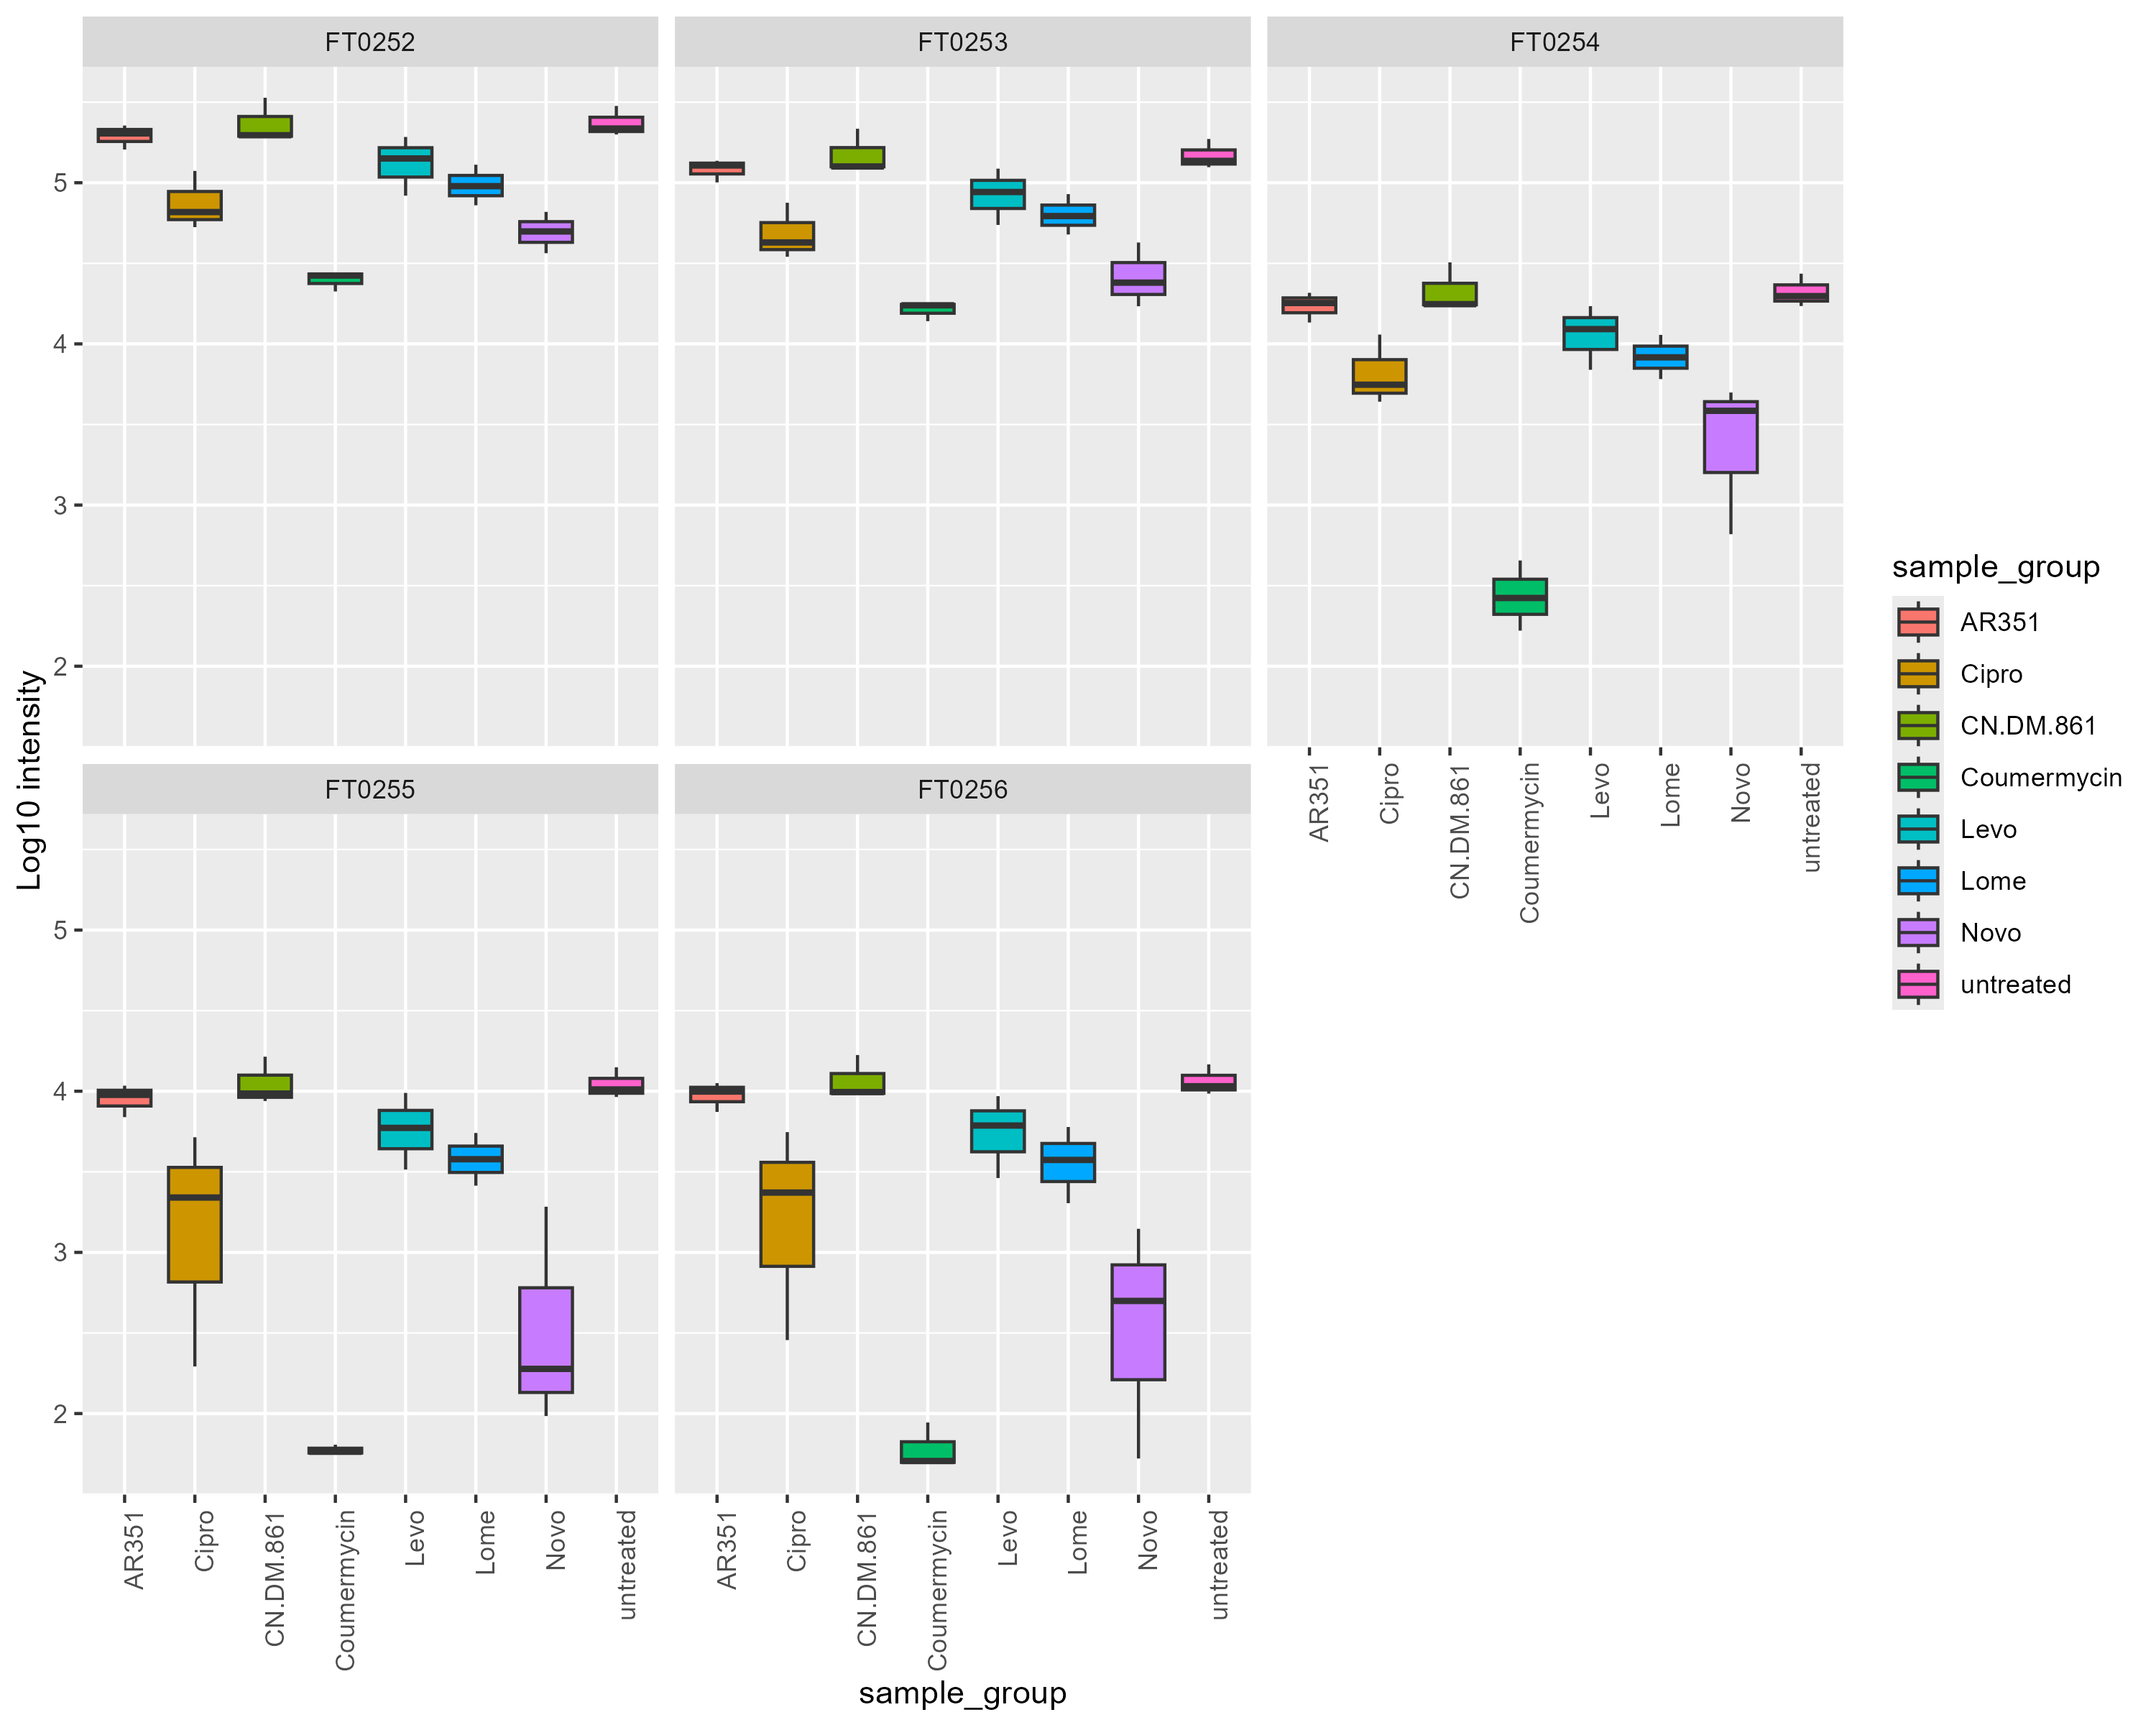 FT0252
FT0253
FT0254
5
4
3
2
AR351
Cipro
CN.DM.861
Coumermycin
Levo
Lome
Novo
untreated
FT0255
FT0256
5
4
3
2
AR351
Cipro
CN.DM.861
Coumermycin
Levo
Lome
Novo
untreated
AR351
Cipro
CN.DM.861
Coumermycin
Levo
Lome
Novo
untreated
Log10 intensity
sample_group
sample_group
AR351
Cipro
CN.DM.861
Coumermycin
Levo
Lome
Novo
untreated